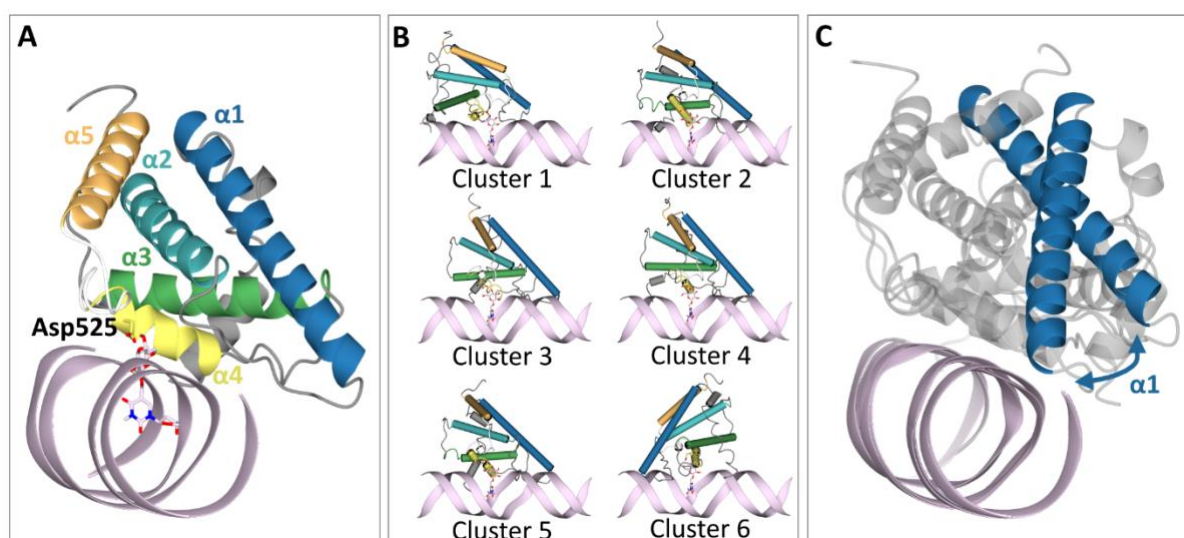 A
α5
α2
α1
α3
Asp525
α4
B
Cluster 1
Cluster 2
Cluster 3
Cluster 4
Cluster 5
Cluster 6
C
α1